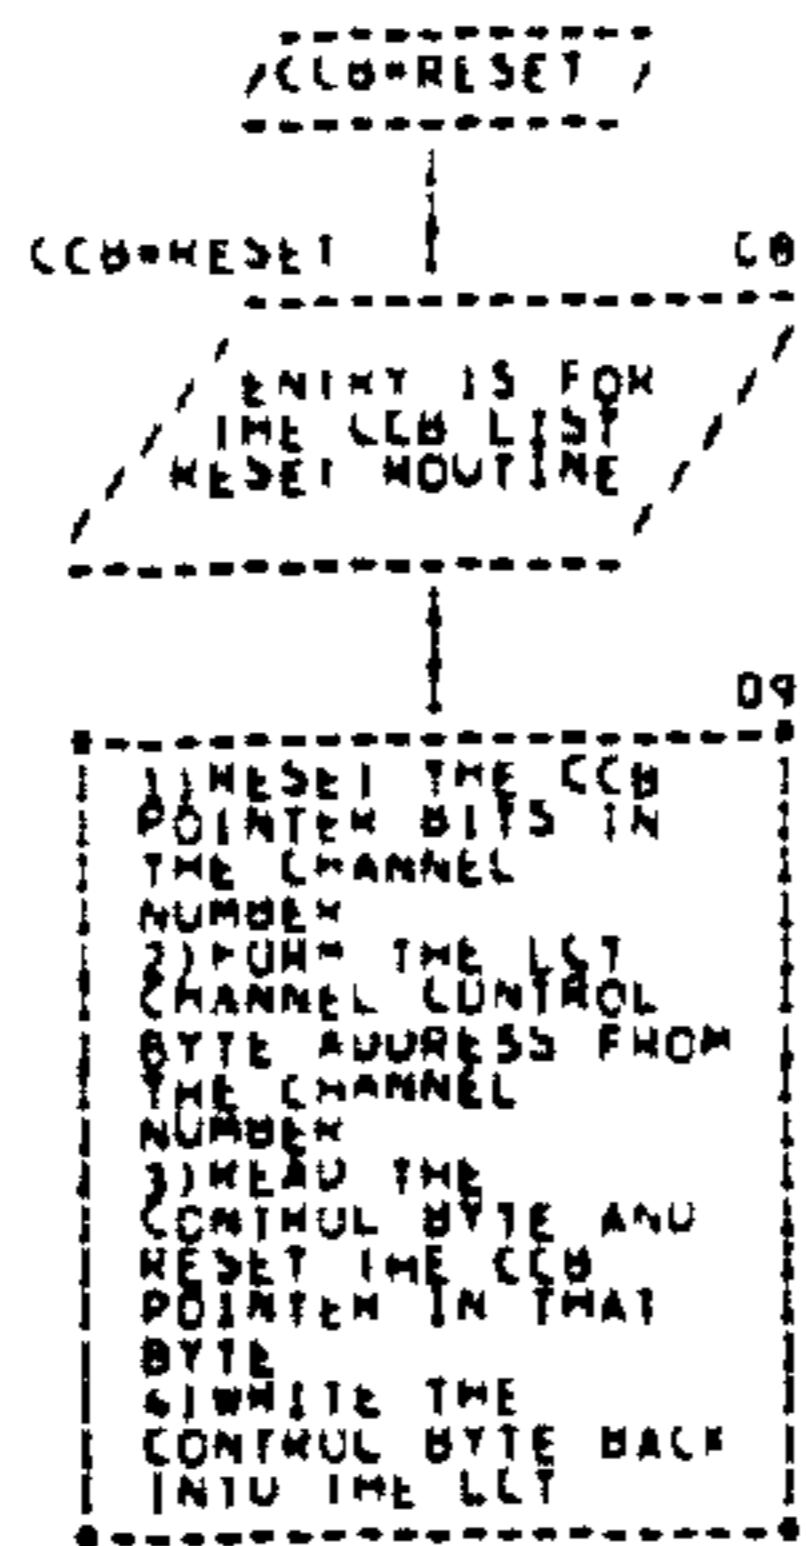 CCB=RESET
CCB=RESET 08
ENTRY IS FOR
THE CCB LIST
RESET ROUTINE
09
1)RESET THE CCB
POINTER BITS IN
THE CHANNEL
NUMBER
2)FORM THE LCT
CHANNEL CONTROL
BYTE ADDRESS FROM
THE CHANNEL
NUMBER
3)READ THE
CONTROL BYTE AND
RESET THE CCB
POINTER IN THAT
BYTE
4)WRITE THE
CONTROL BYTE BACK
INTO THE LCT